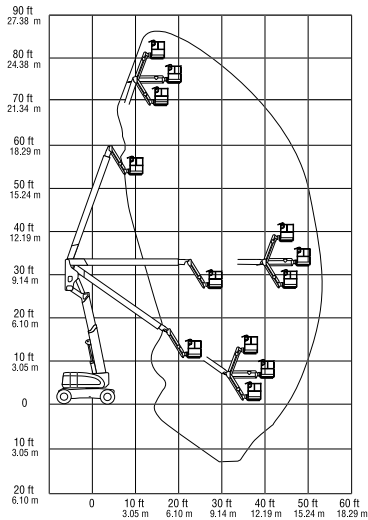 90 ft
27.38 m
80 ft
24.38 m
70 ft
21.34 m
60 ft
18.29 m
50 ft
15.24 m
40 ft
12.19 m
30 ft
9.14 m
20 ft
6.10 m
10 ft
3.05 m
0
10 ft
3.05 m
20 ft
6.10 m
0 10 ft 20 ft 30 ft 40 ft 50 ft 60 ft
3.05 m 6.10 m 9.14 m 12.19 m 15.24 m 18.29 m